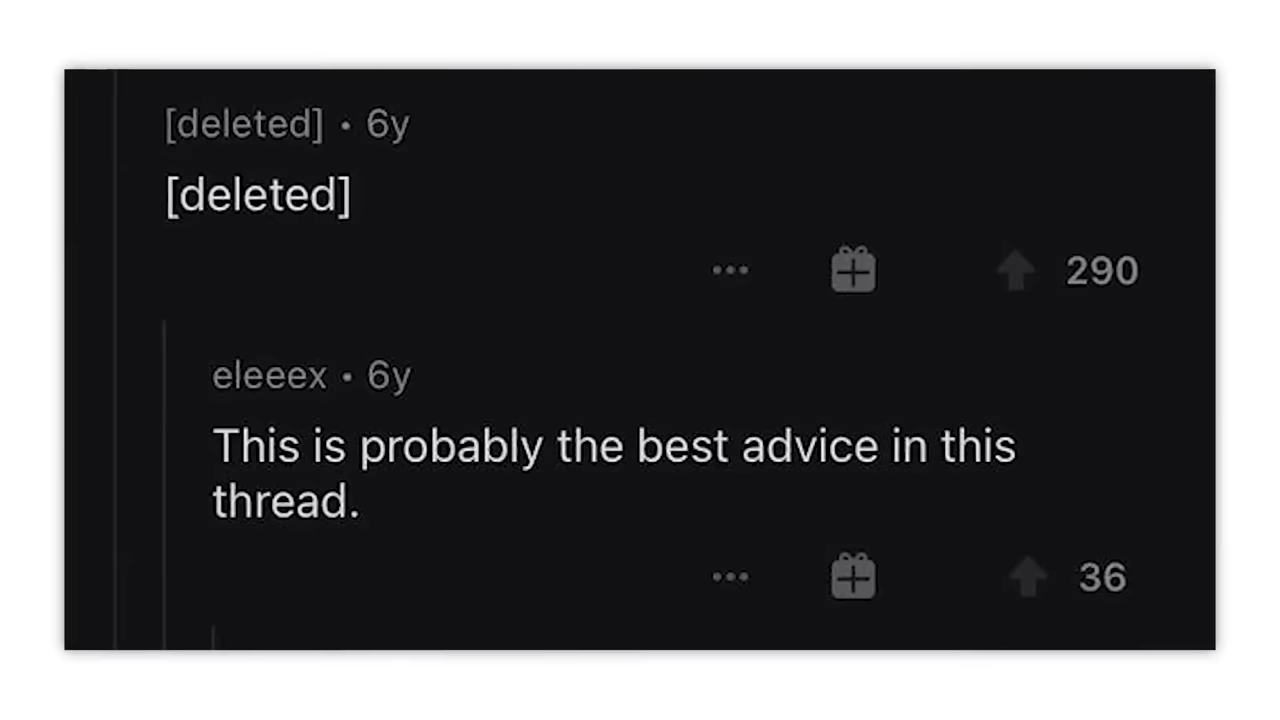 [deleted] • 6y
[deleted]
290
eleeex • 6y
This is probably the best advice in this
thread.
36